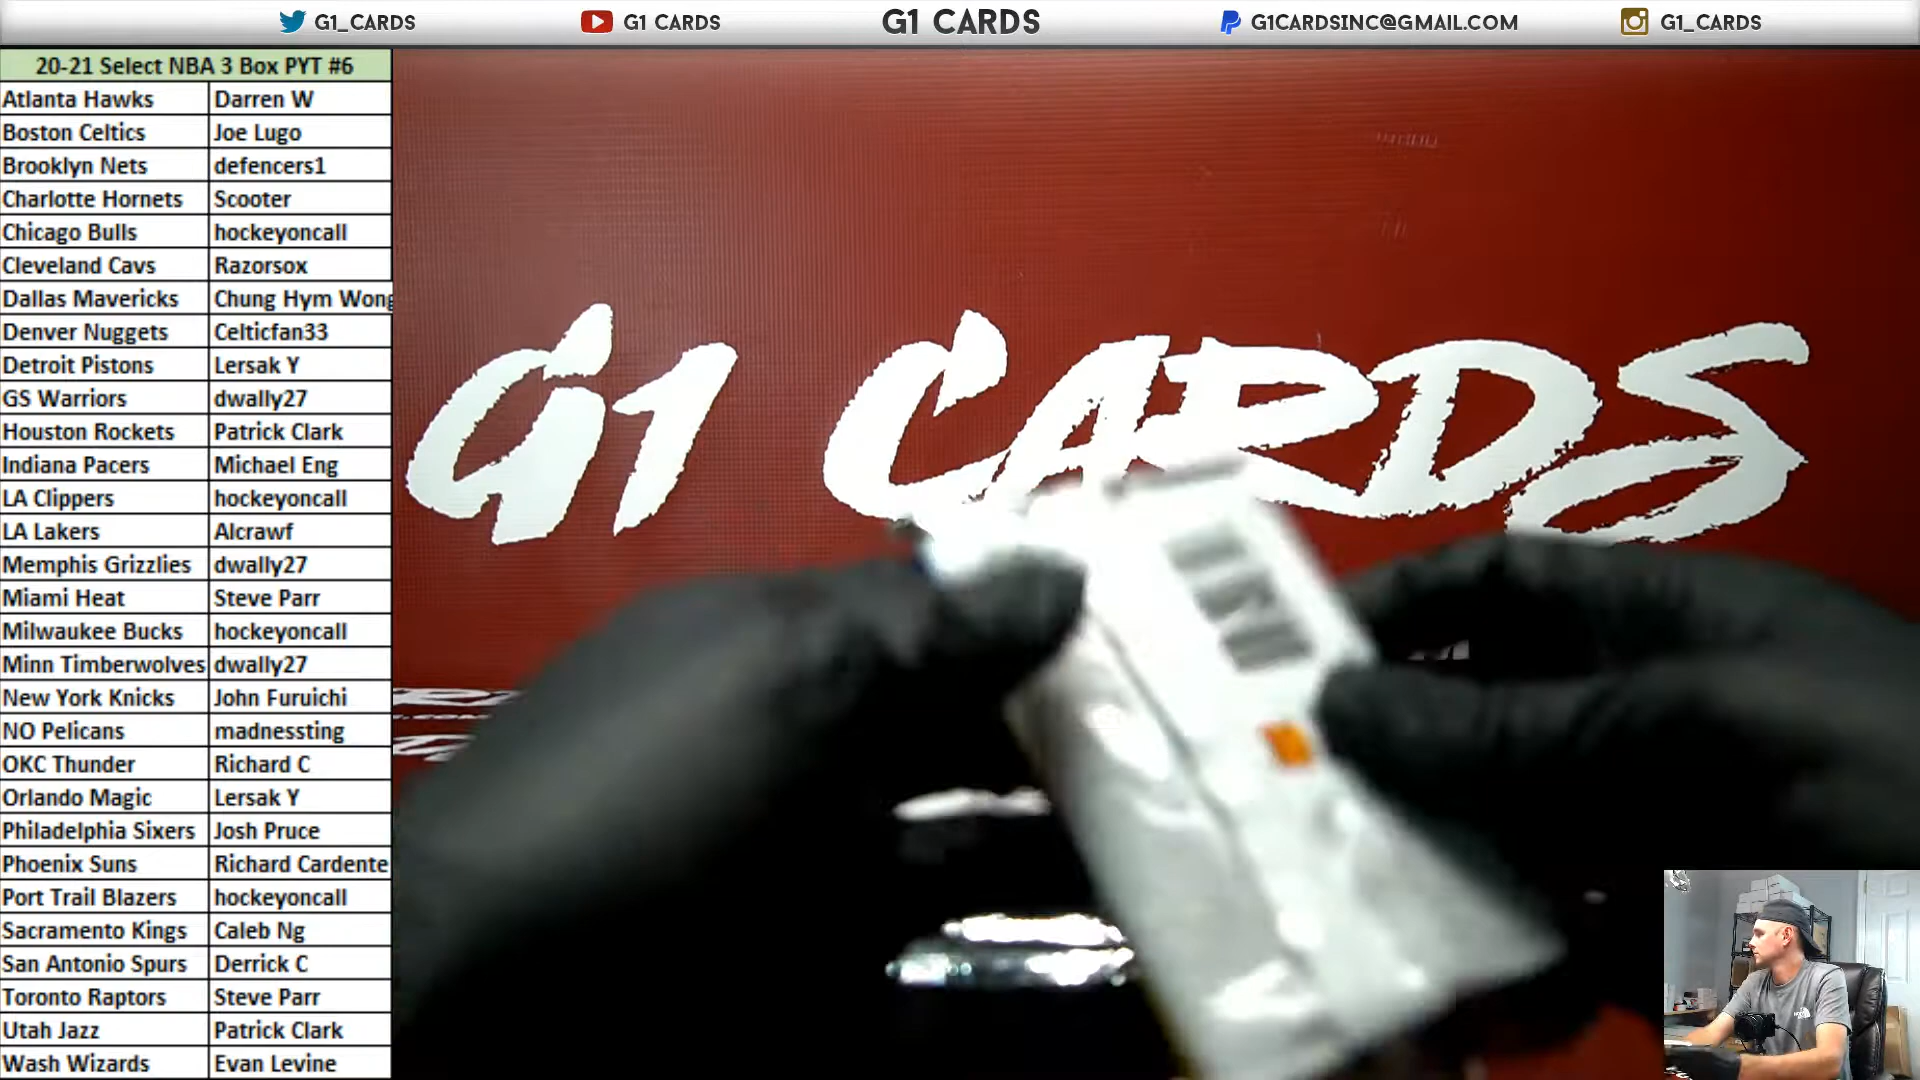 G1_CARDS G1 CARDS G1 CARDS G1CARDSINC@GMAIL.COM G1_CARDS
20-21 Select NBA 3 Box PYT #6
Atlanta Hawks Darren W
Boston Celtics Joe Lugo
Brooklyn Nets defencers1
Charlotte Hornets Scooter
Chicago Bulls hockeyoncall
Cleveland Cavs Razorsox
Dallas Mavericks Chung Hym Wong
Denver Nuggets Celticfan33
Detroit Pistons Lersak Y
GS Warriors dwally27
Houston Rockets Patrick Clark
Indiana Pacers Michael Eng
LA Clippers hockeyoncall
LA Lakers Alcrawf
Memphis Grizzlies dwally27
Miami Heat Steve Parr
Milwaukee Bucks hockeyoncall
Minn Timberwolves dwally27
New York Knicks John Furuichi
NO Pelicans madnessting
OKC Thunder Richard C
Orlando Magic Lersak Y
Philadelphia Sixers Josh Pruce
Phoenix Suns Richard Cardente
Port Trail Blazers hockeyoncall
Sacramento Kings Caleb Ng
San Antonio Spurs Derrick C
Toronto Raptors Steve Parr
Utah Jazz Patrick Clark
Wash Wizards Evan Levine
G1 CARDS